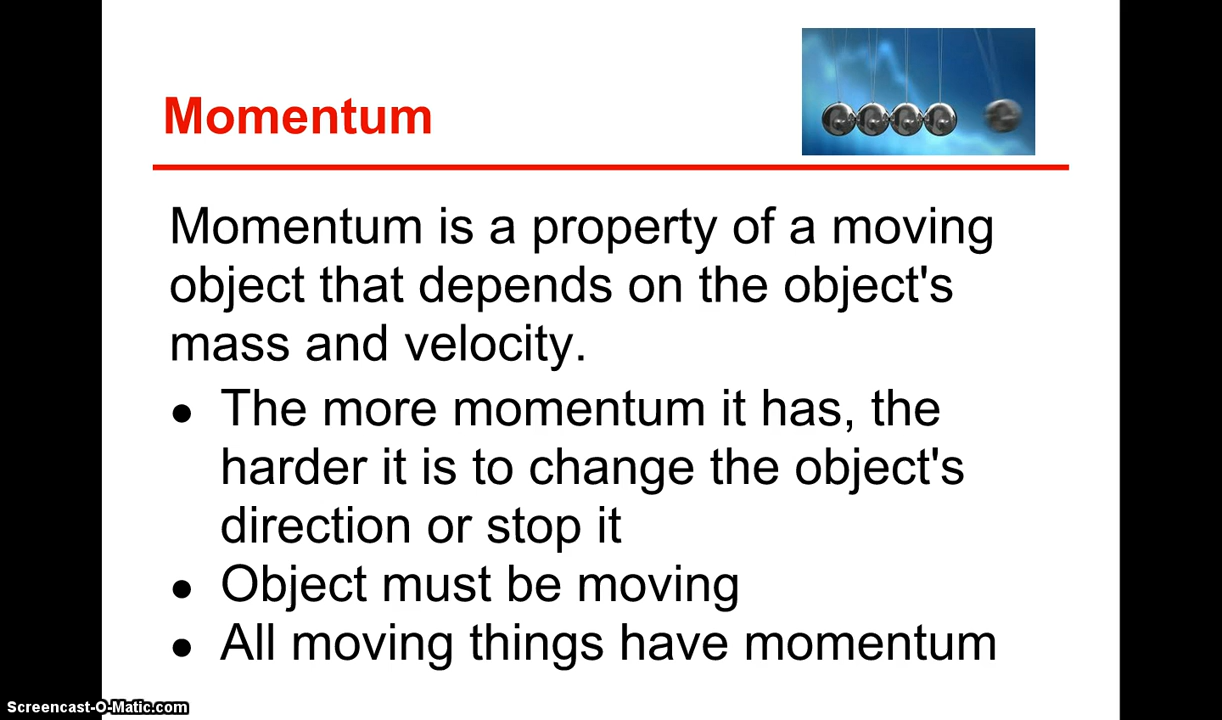 Momentum
Momentum is a property of a moving
object that depends on the object's
mass and velocity.
● The more momentum it has, the
harder it is to change the object's
direction or stop it
● Object must be moving
● All moving things have momentum
Screencast-O-Matic.com